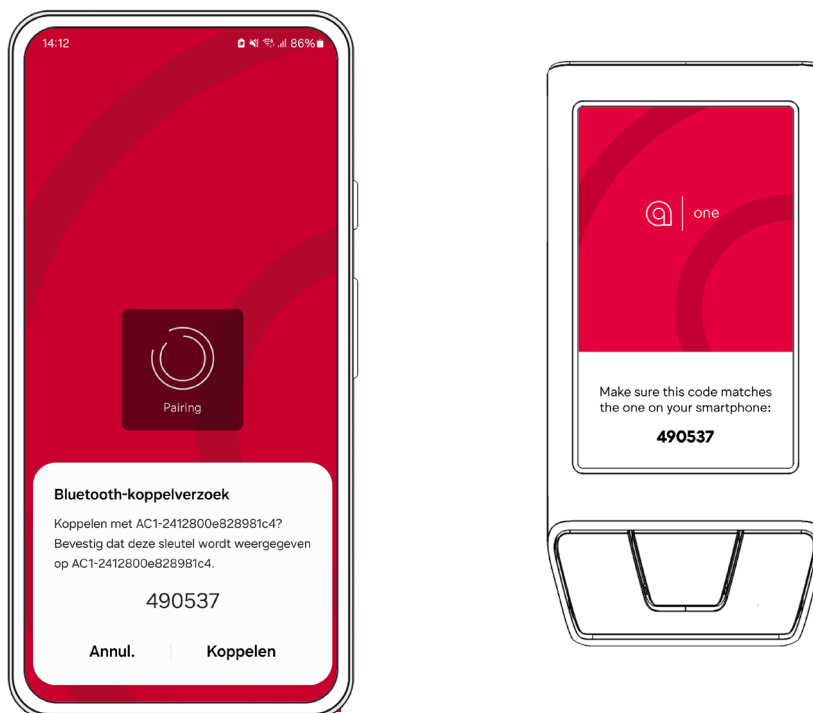 14:12
86%
Pairing
Bluetooth-koppelverzoek
Koppelen met AC1-2412800e828981c4?
Bevestig dat deze sleutel wordt weergegeven
op AC1-2412800e828981c4.
490537
Annul. Koppelen
a one
Make sure this code matches
the one on your smartphone:
490537